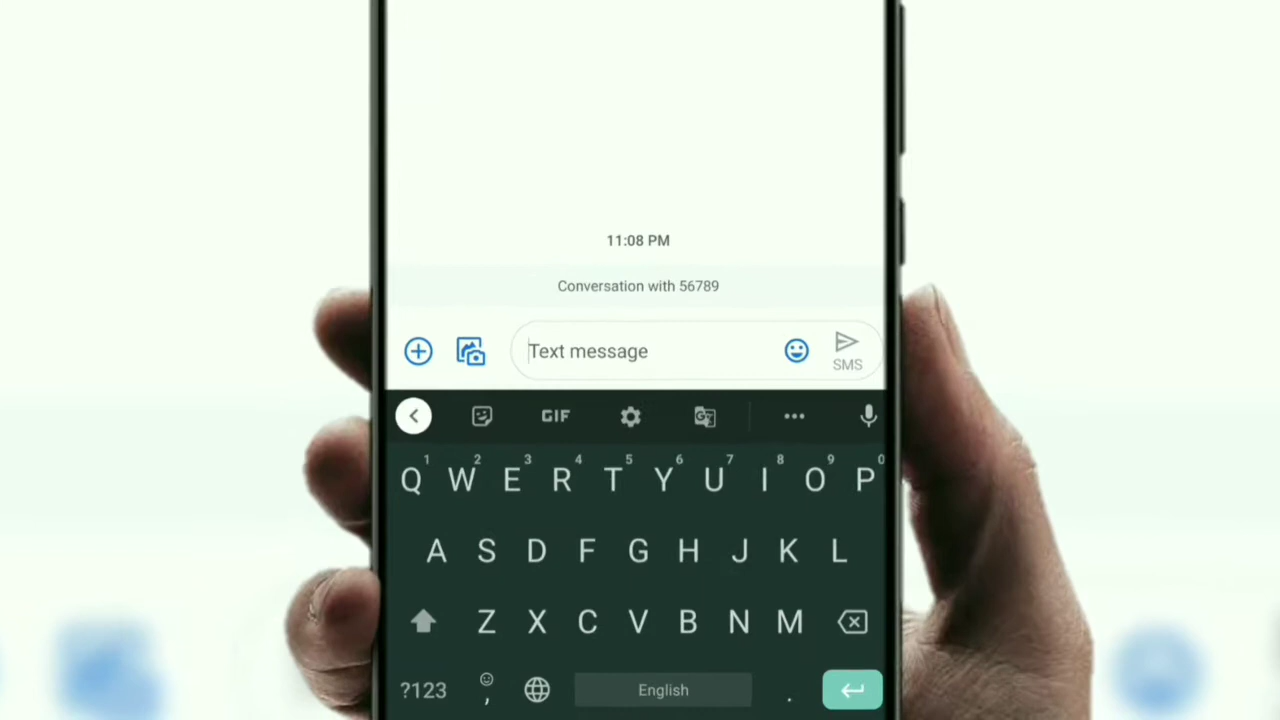 11:08 PM
Conversation with 56789
Text message
SMS
GIF
G
1 2 3 4 5 6 7 8 9 0
Q W E R T Y U I O P
A S D F G H J K L
Z X C V B N M
?123 , English .